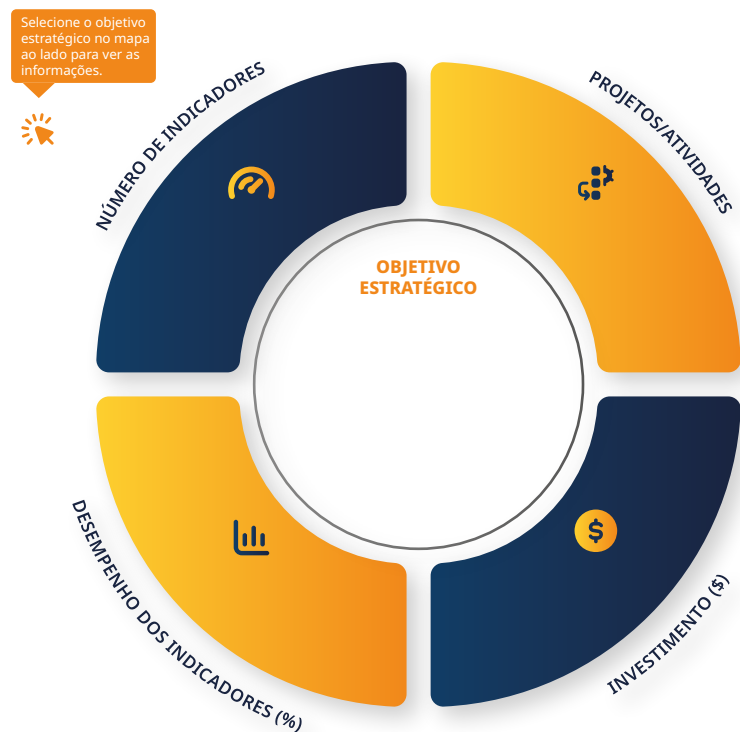 Selecione o objetivo
estratégico no mapa
ao lado para ver as
informações.
NÚMERO DE INDICADORES
PROJETOS/ATIVIDADES
OBJETIVO
ESTRATÉGICO
DESEMPENHO DOS INDICADORES (%)
INVESTIMENTO ($)
$